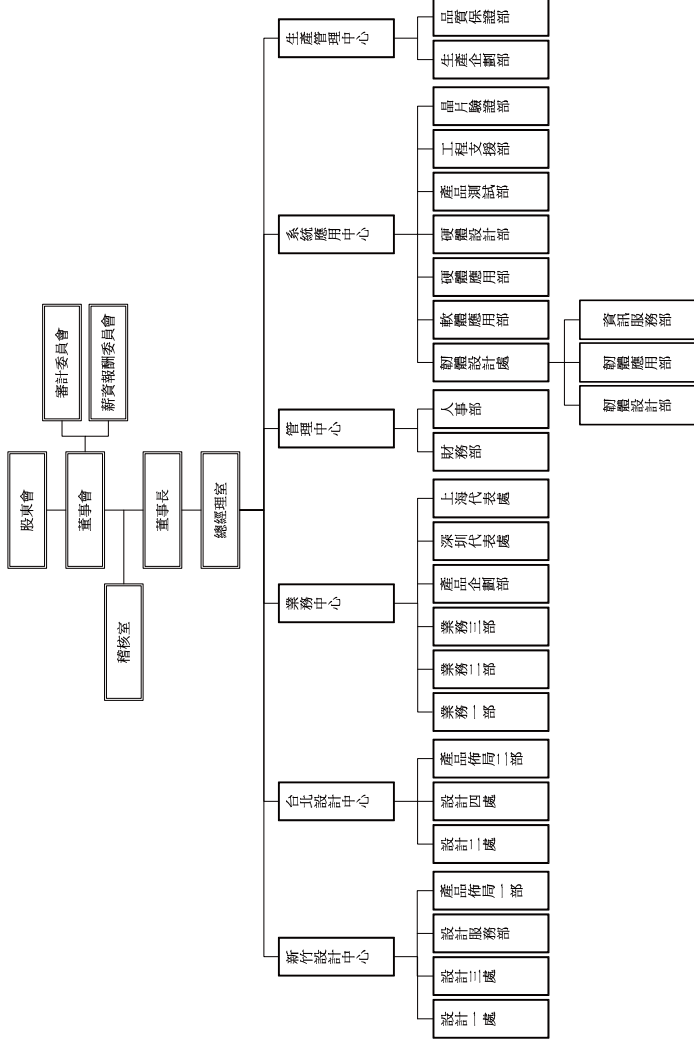 股東會
董事會
審計委員會
薪資報酬委員會
稽核室
董事長
總經理室
新竹設計中心
台北設計中心
業務中心
管理中心
系統應用中心
生產管理中心
設計一處
設計三處
設計服務部
產品佈局一部
設計二處
設計四處
產品佈局二部
業務一部
業務二部
業務三部
產品企劃部
深圳代表處
上海代表處
財務部
人事部
韌體設計處
軟體應用部
硬體應用部
硬體設計部
產品測試部
工程支援部
晶片驗證部
生產企劃部
品質保證部
韌體設計部
韌體應用部
資訊服務部